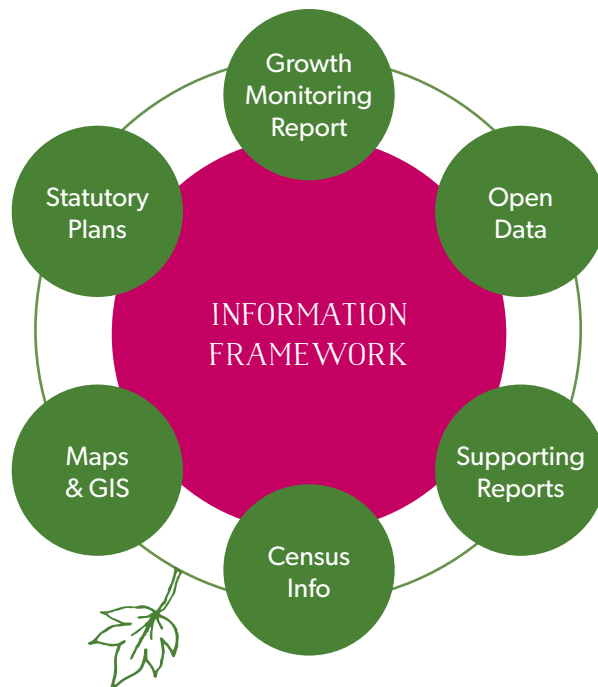 Growth
Monitoring
Report
Statutory
Plans
Open
Data
INFORMATION
FRAMEWORK
Maps
& GIS
Supporting
Reports
Census
Info